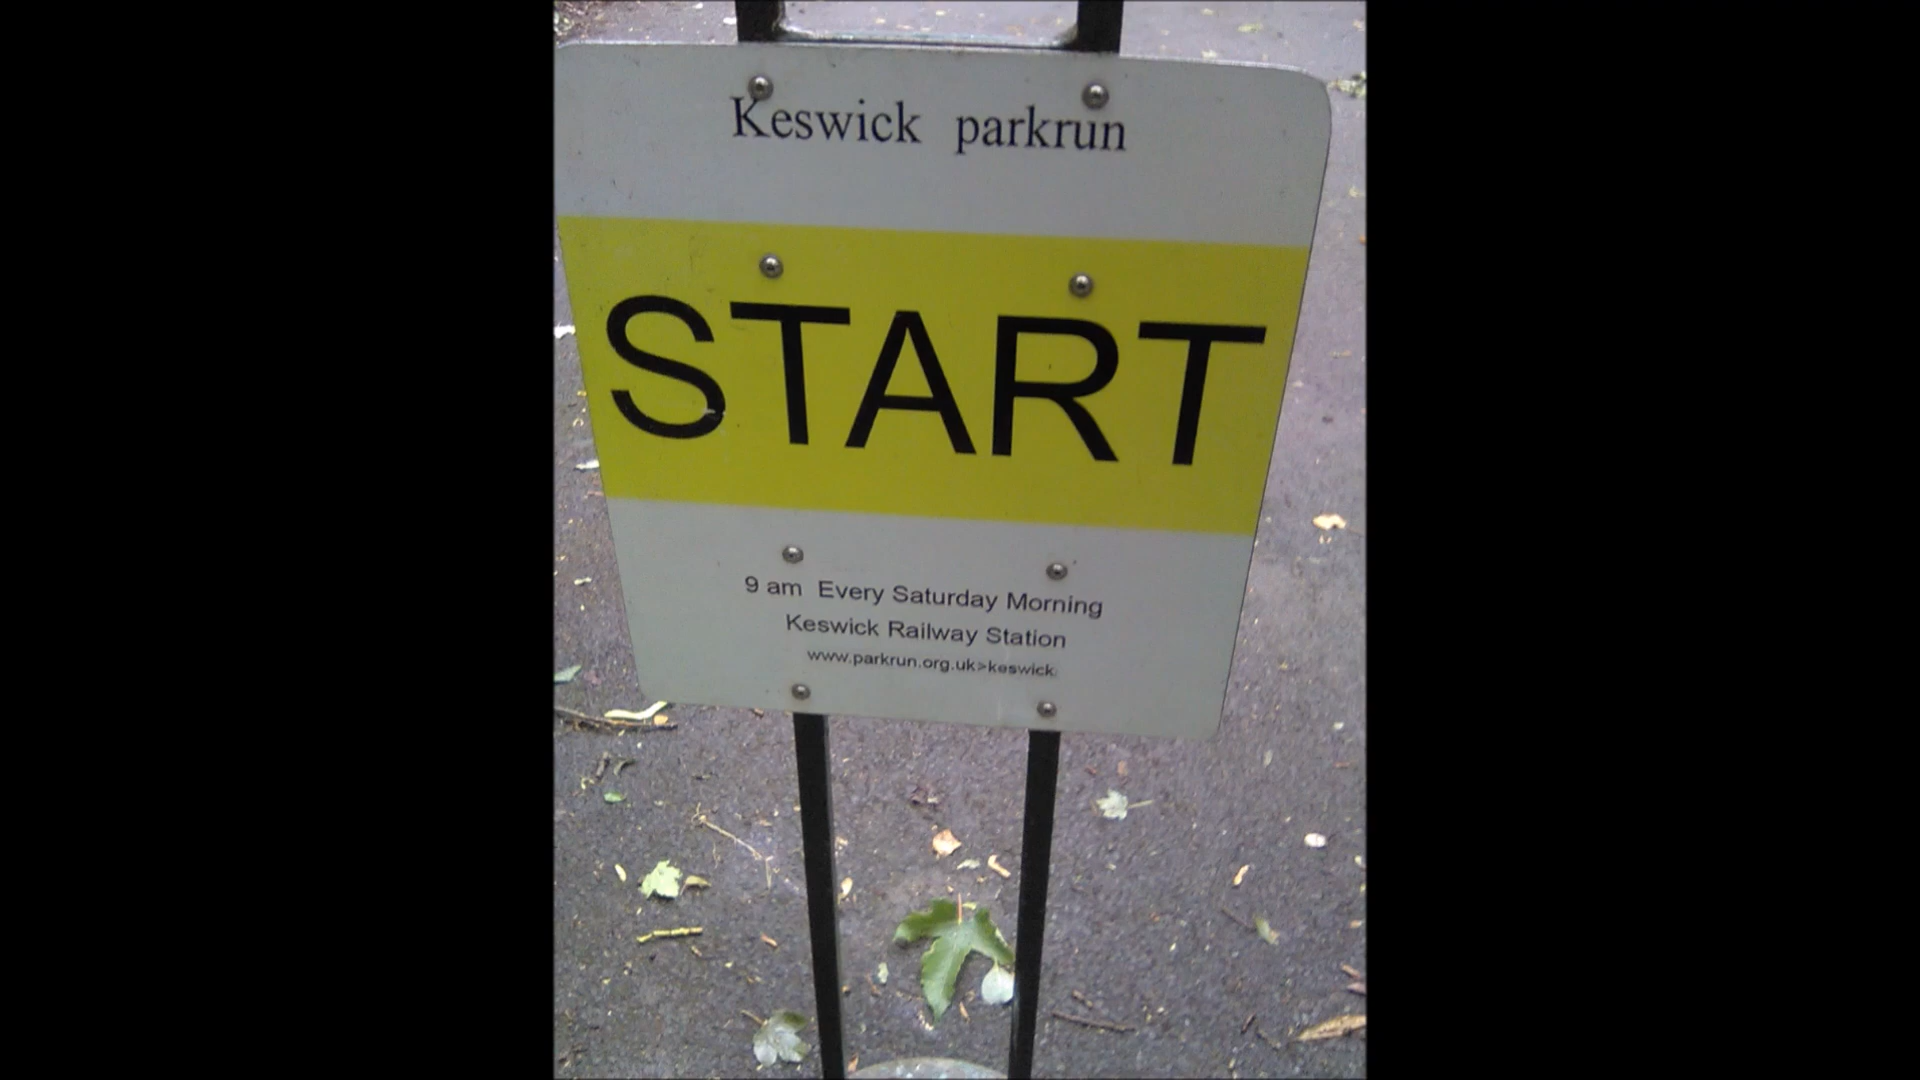 Keswick parkrun
START
9 am Every Saturday Morning
Keswick Railway Station
www.parkrun.org.uk>keswick